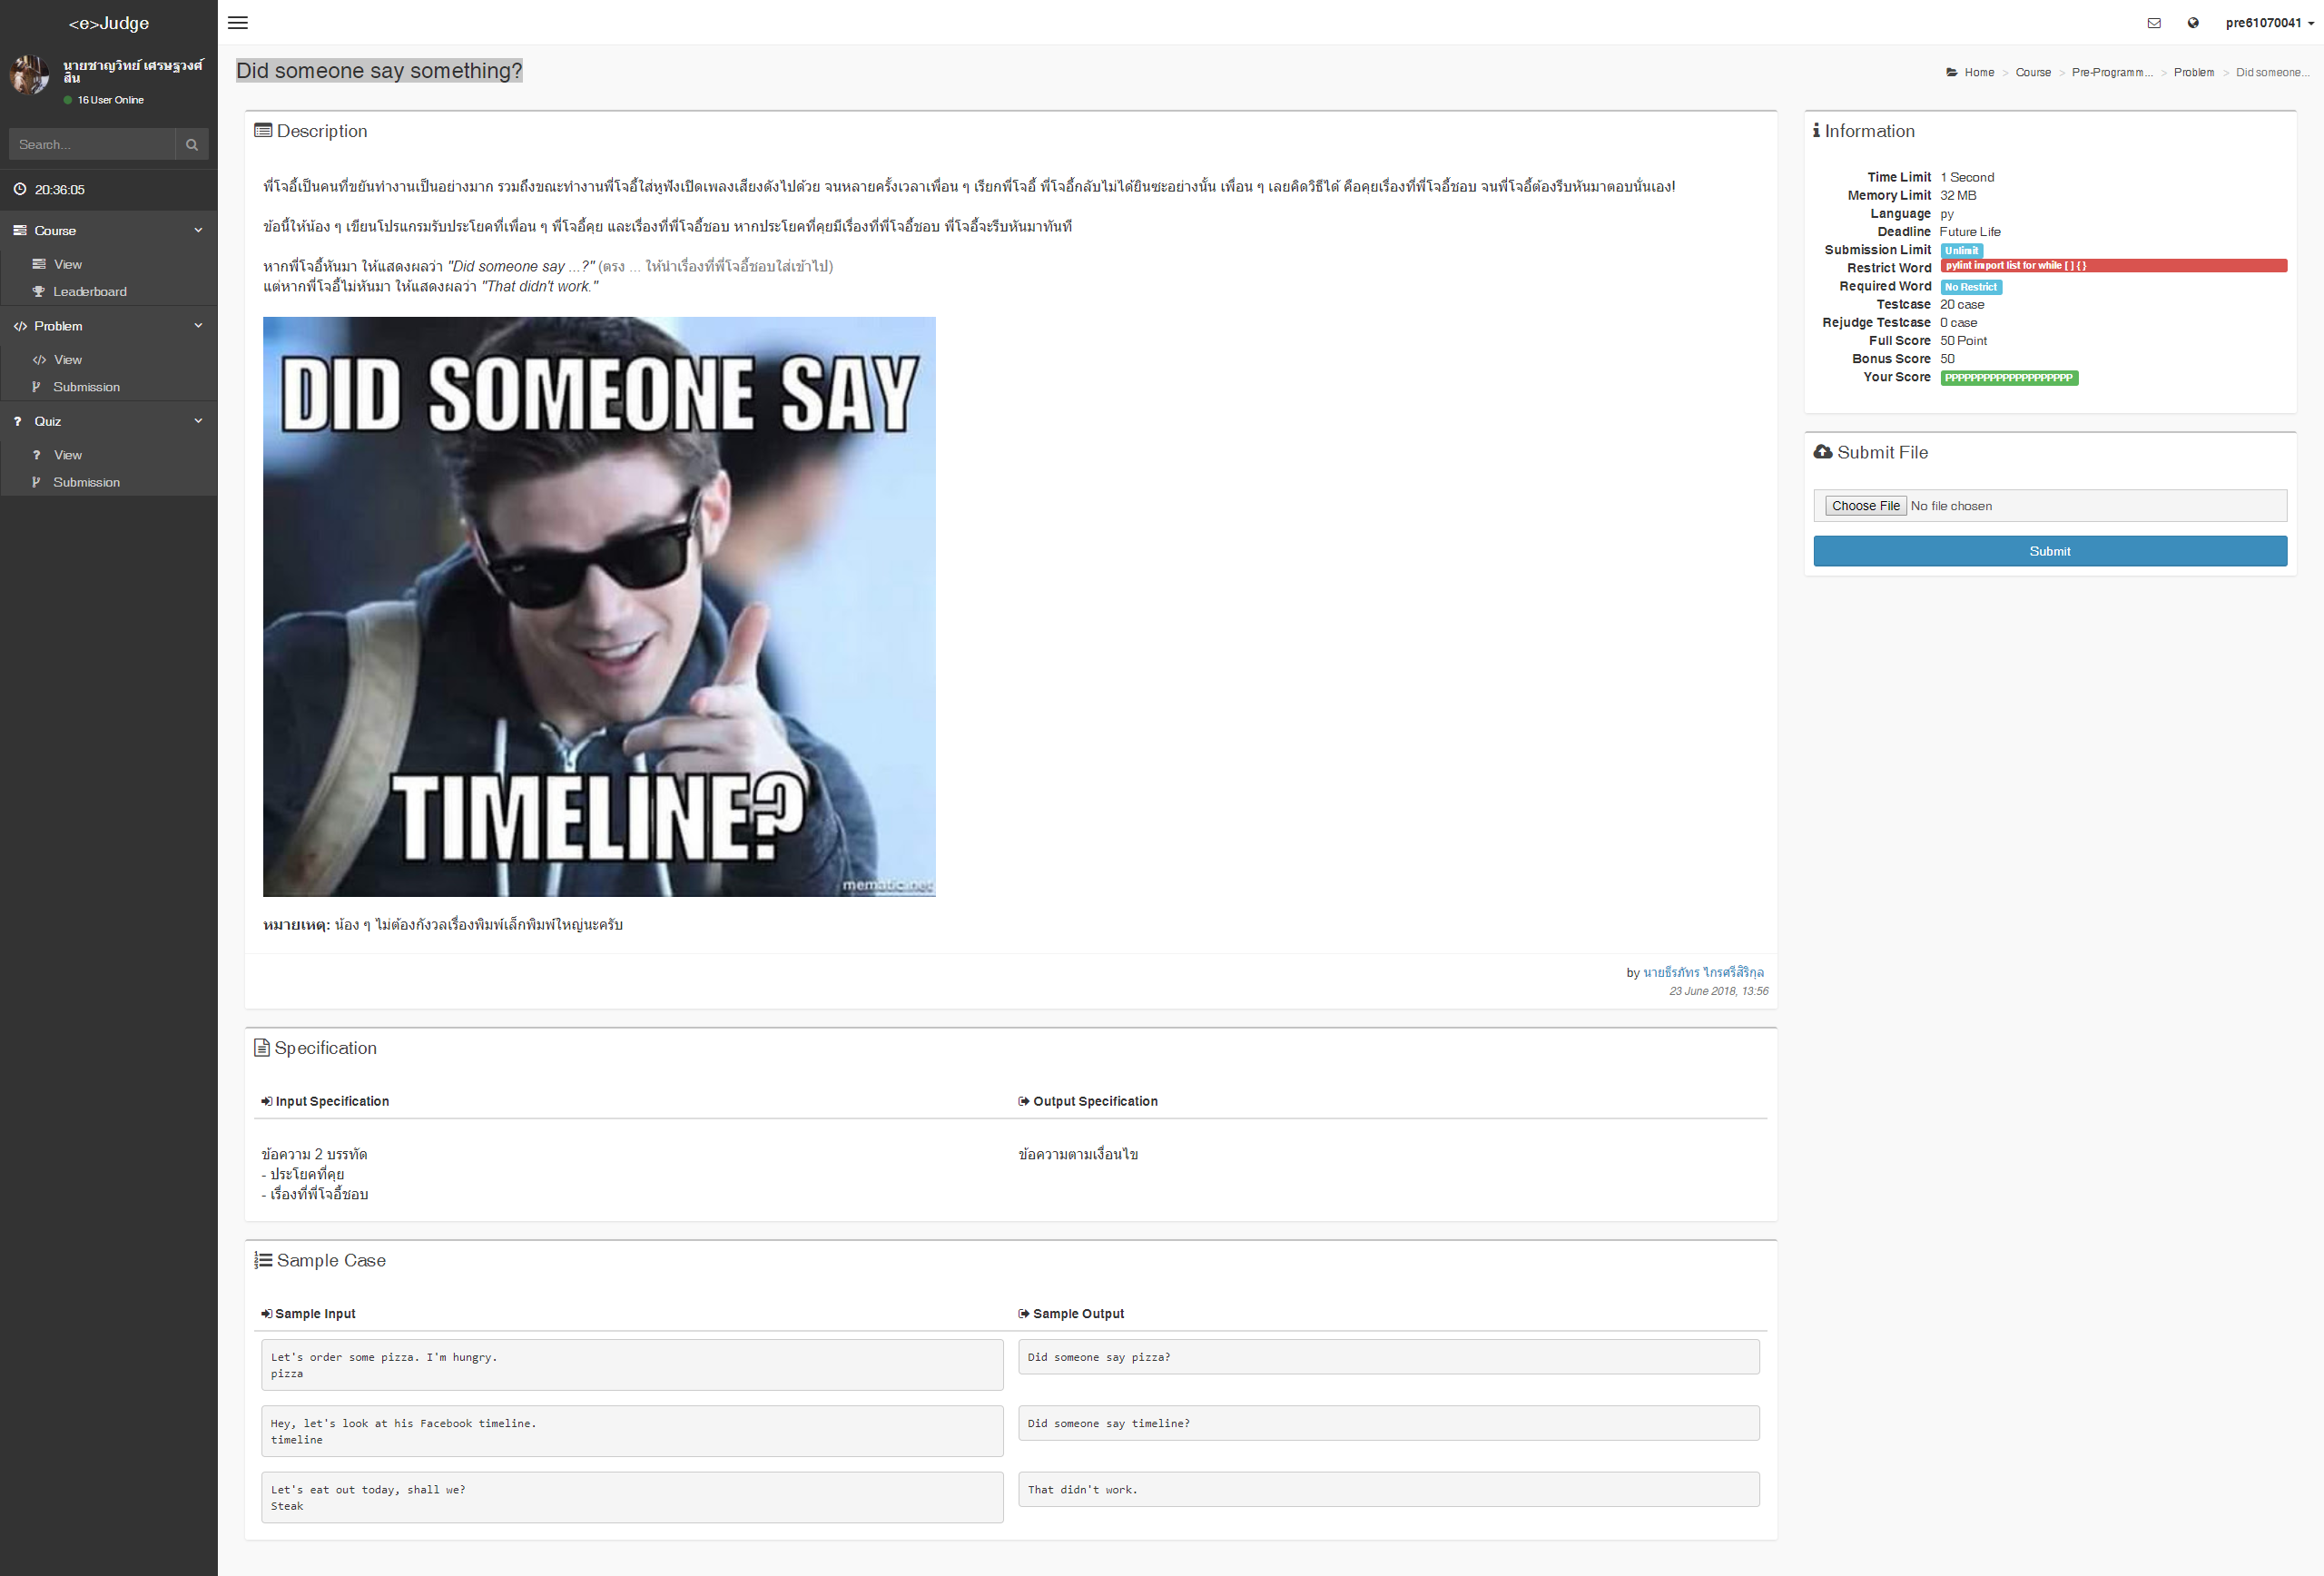 <e>Judge
pre61070041
นายชาญวิทย์ เศรษฐวงศ์
สิน
16 User Online
Search...
20:36:05
Course
View
Leaderboard
Problem
View
Submission
Quiz
View
Submission
Did someone say something?
Home > Course > Pre-Programm... > Problem > Did someone...
Description
พี่โจอี้เป็นคนที่ขยันทำงานเป็นอย่างมาก รวมถึงขณะทำงานพี่โจอี้ใส่หูฟังเปิดเพลงเสียงดังไปด้วย จนหลายครั้งเวลาเพื่อน ๆ เรียกพี่โจอี้ พี่โจอี้กลับไม่ได้ยินซะอย่างนั้น เพื่อน ๆ เลยคิดวิธีได้ คือคุยเรื่องที่พี่โจอี้ชอบ จนพี่โจอี้ต้องรีบหันมาตอบนั่นเอง!
ข้อนี้ให้น้อง ๆ เขียนโปรแกรมรับประโยคที่เพื่อน ๆ พี่โจอี้คุย และเรื่องที่พี่โจอี้ชอบ หากประโยคที่คุยมีเรื่องที่พี่โจอี้ชอบ พี่โจอี้จะรีบหันมาทันที
หากพี่โจอี้หันมา ให้แสดงผลว่า "Did someone say ...?" (ตรง ... ให้นำเรื่องที่พี่โจอี้ชอบใส่เข้าไป)
แต่หากพี่โจอี้ไม่หันมา ให้แสดงผลว่า "That didn't work."
DID SOMEONE SAY
TIMELINE?
mematic.net
หมายเหตุ: น้อง ๆ ไม่ต้องกังวลเรื่องพิมพ์เล็กพิมพ์ใหญ่นะครับ
by นายธีรภัทร ไกรศรีสิริกุล
23 June 2018, 13:56
Information
Time Limit 1 Second
Memory Limit 32 MB
Language py
Deadline Future Life
Submission Limit Unlimit
Restrict Word pylint import list for while [ ] { }
Required Word No Restrict
Testcase 20 case
Rejudge Testcase 0 case
Full Score 50 Point
Bonus Score 50
Your Score PPPPPPPPPPPPPPPPPPPP
Submit File
Choose File No file chosen
Submit
Specification
Input Specification
Output Specification
ข้อความ 2 บรรทัด
- ประโยคที่คุย
- เรื่องที่พี่โจอี้ชอบ
ข้อความตามเงื่อนไข
Sample Case
Sample Input
Sample Output
Let's order some pizza. I'm hungry.
pizza
Did someone say pizza?
Hey, let's look at his Facebook timeline.
timeline
Did someone say timeline?
Let's eat out today, shall we?
Steak
That didn't work.